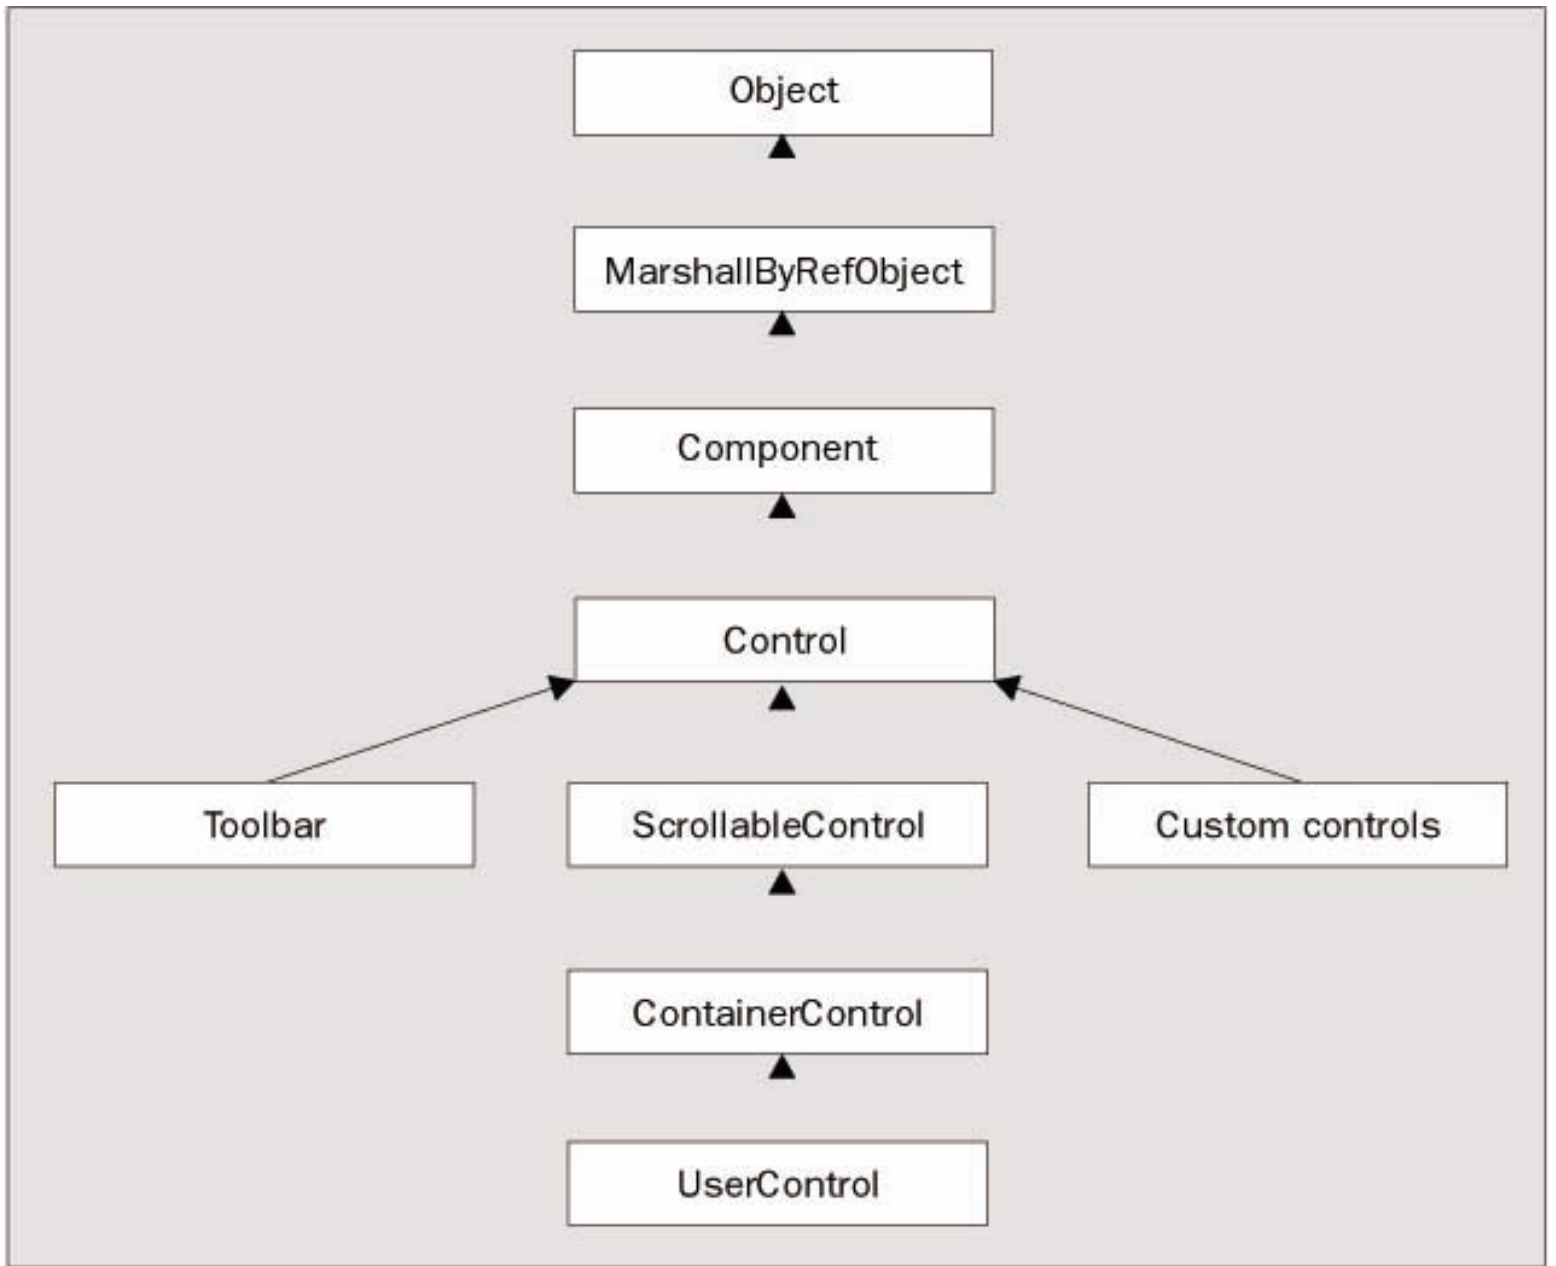 Object
MarshallByRefObject
Component
Control
Toolbar
ScrollableControl
Custom controls
ContainerControl
UserControl